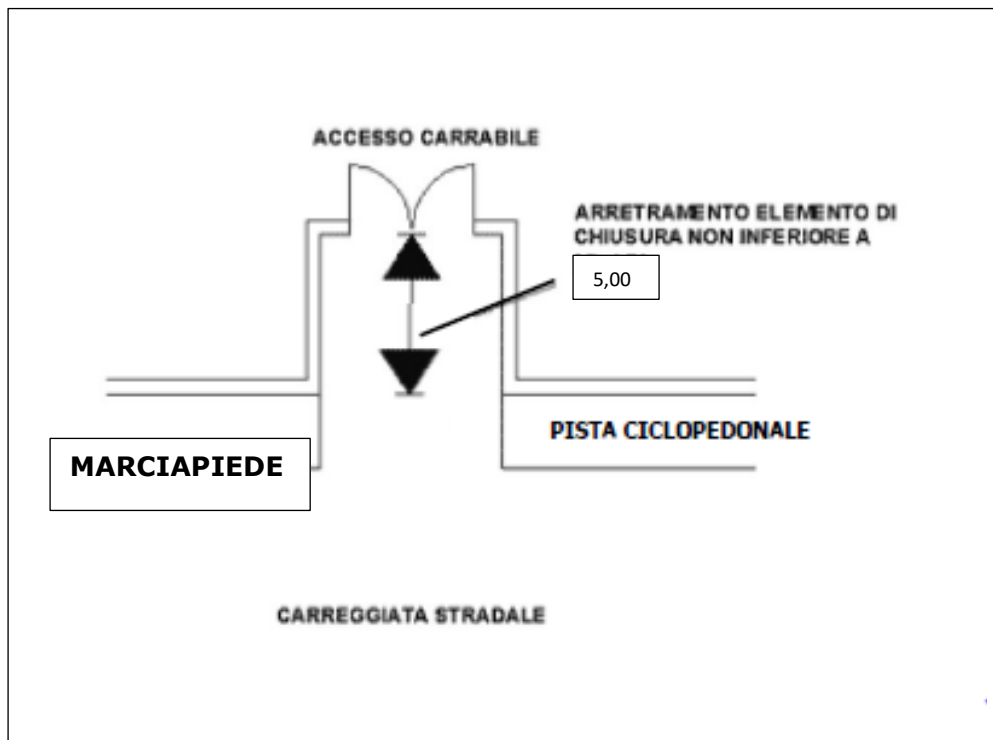 ACCESSO CARRABILE
ARRETRAMENTO ELEMENTO DI
CHIUSURA NON INFERIORE A
5,00
PISTA CICLOPEDONALE
MARCIAPIEDE
CARREGGIATA STRADALE